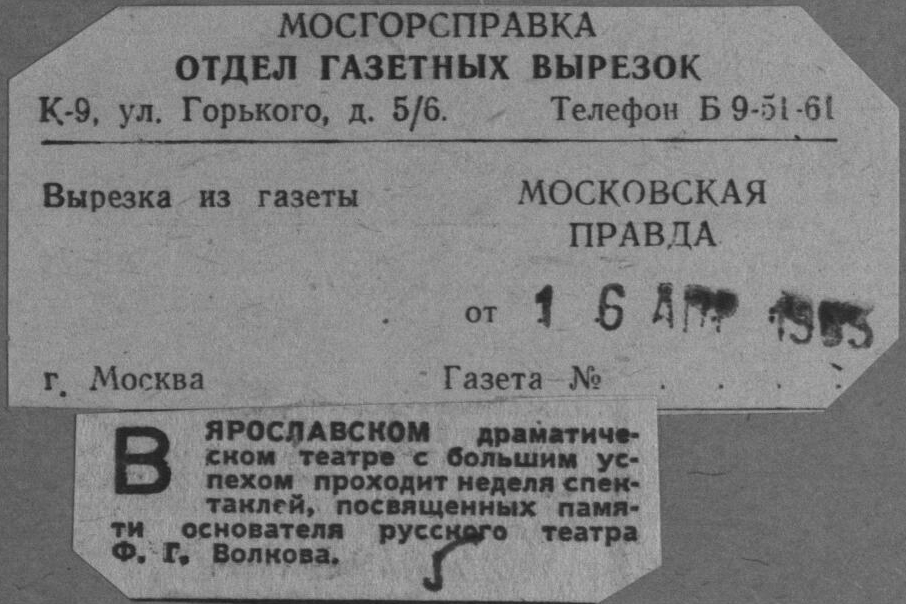 МОСГОРСПРАВКА
ОТДЕЛ ГАЗЕТНЫХ ВЫРЕЗОК
К-9, ул. Горького, д. 5/6. Телефон Б 9-51-61
Вырезка из газеты МОСКОВСКАЯ
ПРАВДА
от 16 АПР
г. Москва Газета № . . . .
В ЯРОСЛАВСКОМ драматиче-
ском театре с большим ус-
пехом проходит неделя спек-
таклей, посвященных памя-
ти основателя русского театра
Ф. Г. Волкова.